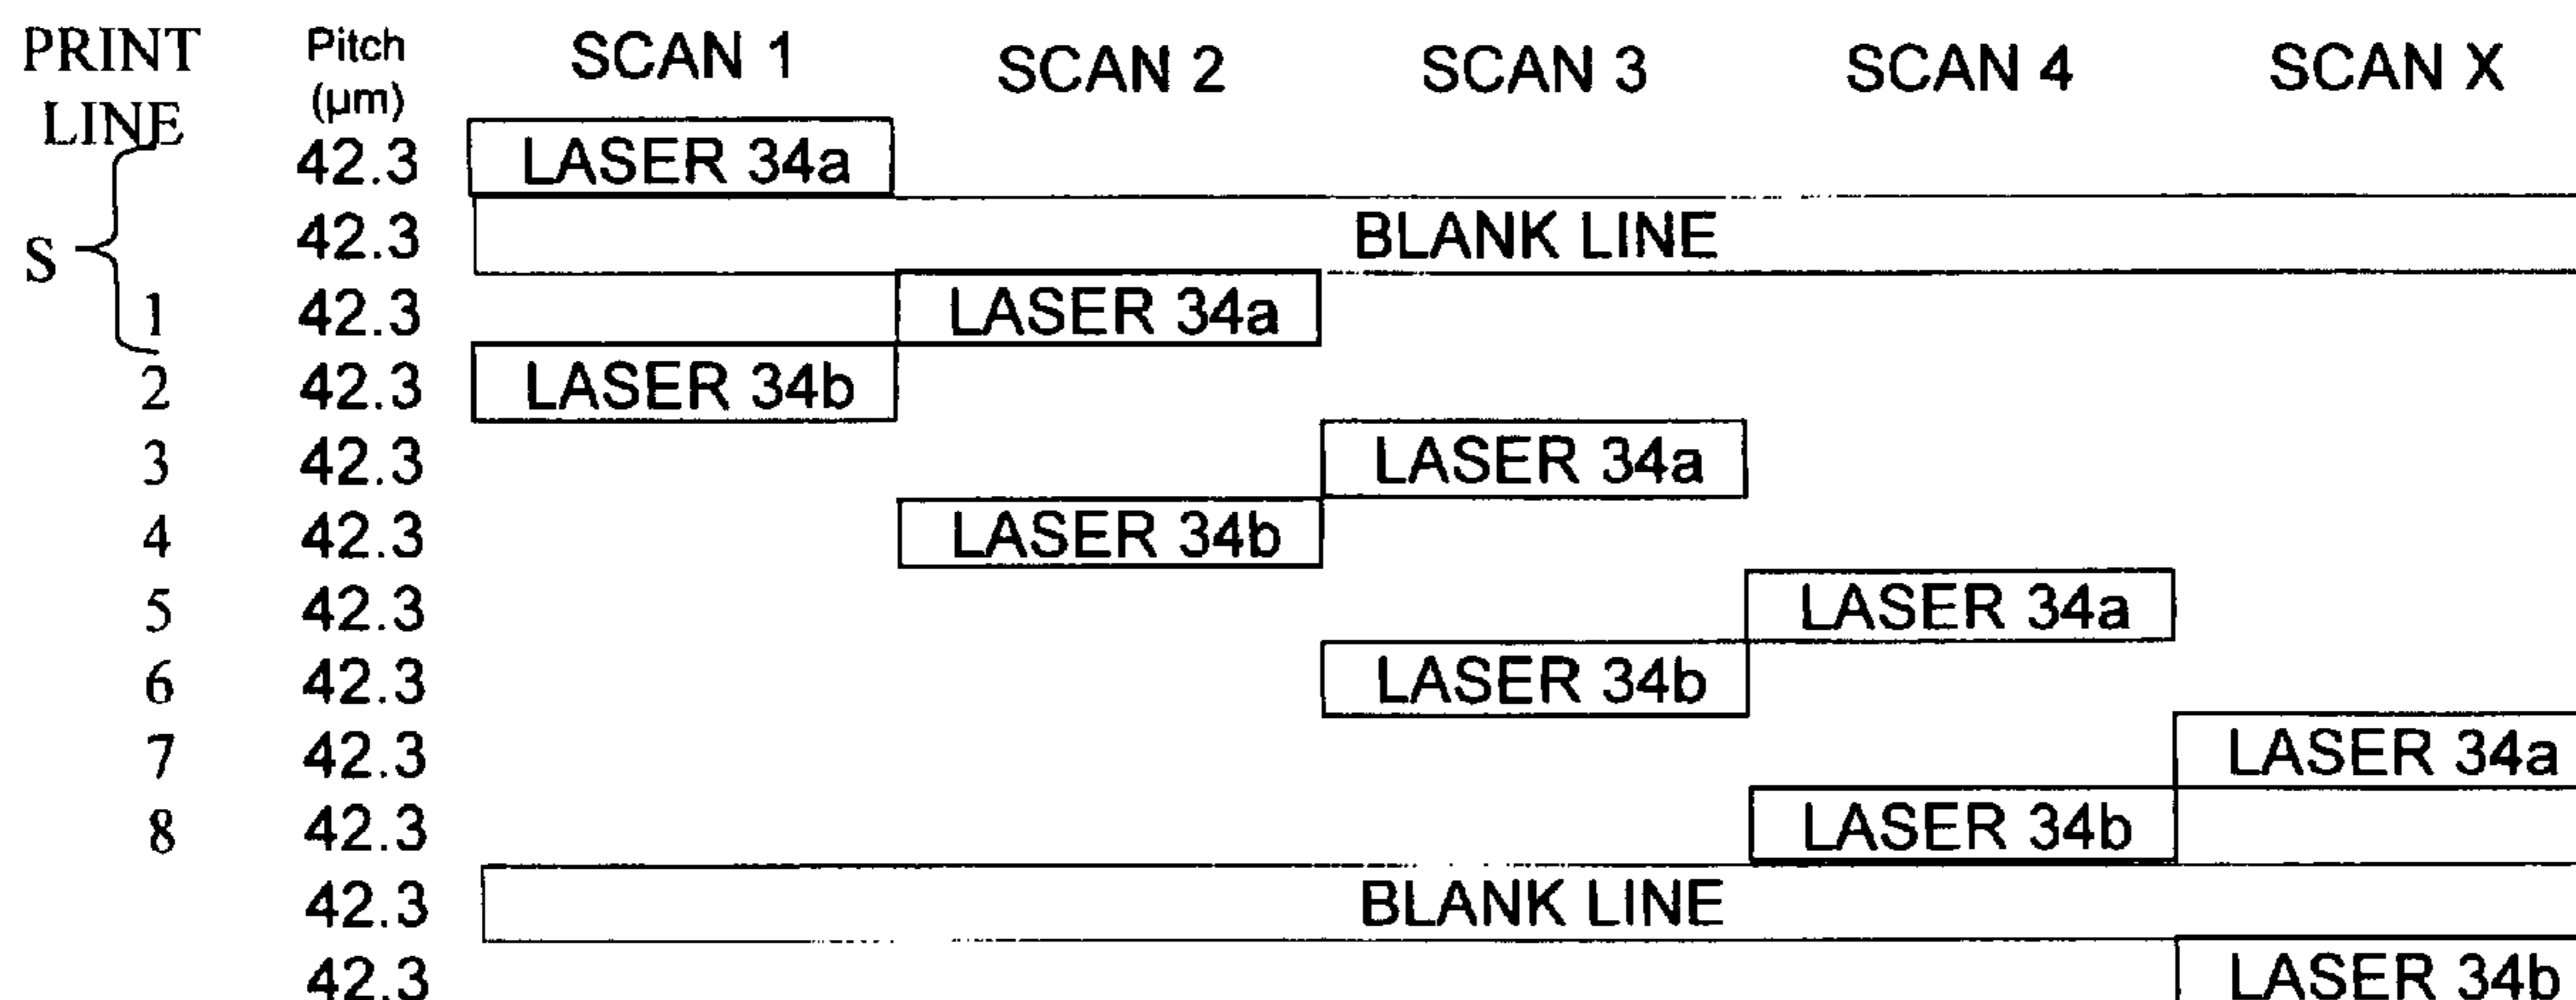 PRINT LINE Pitch (µm) SCAN 1 SCAN 2 SCAN 3 SCAN 4 SCAN X
42.3 LASER 34a
S 42.3 BLANK LINE
1 42.3 LASER 34a
2 42.3 LASER 34b
3 42.3 LASER 34a
4 42.3 LASER 34b
5 42.3 LASER 34a
6 42.3 LASER 34b
7 42.3 LASER 34a
8 42.3 LASER 34b
42.3 BLANK LINE
42.3 LASER 34b